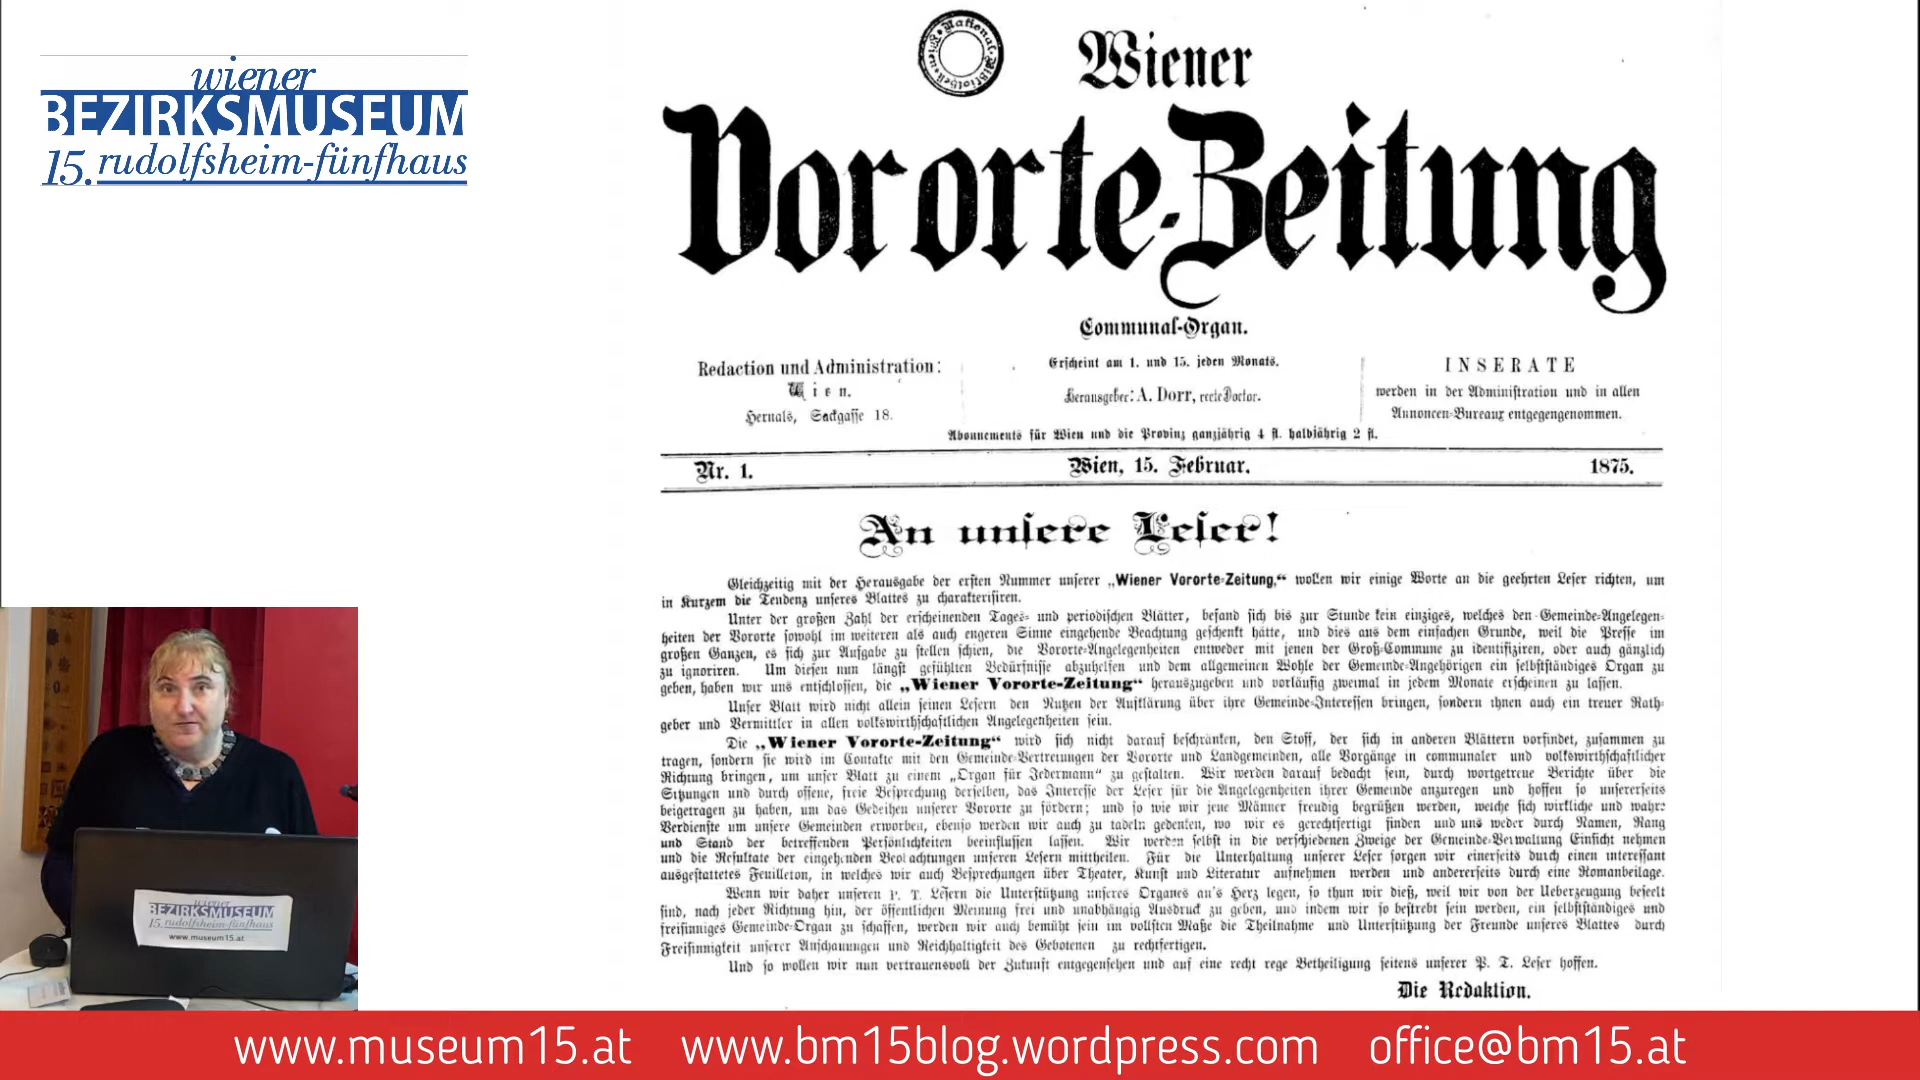 wiener
BEZIRKSMUSEUM
15. rudolfsheim-fünfhaus
National-Bibliothek
Wiener
Vororte-Zeitung
Communal-Organ.
Redaction und Administration:
Wien.
Hernals, Sackgasse 18.
Erscheint am 1. und 15. jeden Monats.
Herausgeber: A. Dorr, recte Doctor.
INSERATE
werden in der Administration und in allen
Annoncen-Bureaux entgegengenommen.
Abonnements für Wien und die Provinz ganzjährig 4 fl. halbjährig 2 fl.
Nr. 1. Wien, 15. Februar. 1875.
An unsere Leser!
Gleichzeitig mit der Herausgabe der ersten Nummer unserer „Wiener Vororte-Zeitung,“ wollen wir einige Worte an die geehrten Leser richten, um
in Kurzem die Tendenz unseres Blattes zu charakterisiren.
Unter der großen Zahl der erscheinenden Tages- und periodischen Blätter, befand sich bis zur Stunde kein einziges, welches den Gemeinde-Angelegen-
heiten der Vororte sowohl im weiteren als auch engeren Sinne eingehende Beachtung geschenkt hätte, und dies aus dem einfachen Grunde, weil die Presse im
großen Ganzen, es sich zur Aufgabe zu stellen schien, die Vororte-Angelegenheiten entweder mit jenen der Groß-Commune zu identifiziren, oder auch gänzlich
zu ignoriren. Um diesen nun längst gefühlten Bedürfnisse abzuhelfen und dem allgemeinen Wohle der Gemeinde-Angehörigen ein selbstständiges Organ zu
geben, haben wir uns entschlossen, die „Wiener Vororte-Zeitung“ herauszugeben und vorläufig zweimal in jedem Monate erscheinen zu lassen.
Unser Blatt wird nicht allein seinen Lesern den Nutzen der Aufklärung über ihre Gemeinde-Interessen bringen, sondern ihnen auch ein treuer Rath-
geber und Vermittler in allen volkswirthschaftlichen Angelegenheiten sein.
Die „Wiener Vororte-Zeitung“ wird sich nicht darauf beschränken, den Stoff, der sich in anderen Blättern vorfindet, zusammen zu
tragen, sondern sie wird im Contakte mit den Gemeinde-Vertretungen der Vororte und Landgemeinden, alle Vorgänge in communaler und volkswirthschaftlicher
Richtung bringen, um unser Blatt zu einem „Organ für Jedermann“ zu gestalten. Wir werden darauf bedacht sein, durch wortgetreue Berichte über die
Sitzungen und durch offene, freie Besprechung derselben, das Interesse der Leser für die Angelegenheiten ihrer Gemeinde anzuregen und hoffen so unsererseits
beigetragen zu haben, um das Gedeihen unserer Vororte zu fördern; und so wie wir jene Männer freudig begrüßen werden, welche sich wirkliche und wahre
Verdienste um unsere Gemeinden erworben, ebenso werden wir auch zu tadeln gedenken, wo wir es gerechtfertigt finden und uns weder durch Namen, Rang
und Stand der betreffenden Persönlichkeiten beeinflussen lassen. Wir werden selbst in die verschiedenen Zweige der Gemeinde-Verwaltung Einsicht nehmen
und die Resultate der eingehenden Beobachtungen unseren Lesern mittheilen. Für die Unterhaltung unserer Leser sorgen wir einerseits durch einen interessant
ausgestattetes Feuilleton, in welches wir auch Besprechungen über Theater, Kunst und Literatur aufnehmen werden und andererseits durch eine Romanbeilage.
Wenn wir daher unseren P. T. Lesern die Unterstützung unseres Organes an's Herz legen, so thun wir dieß, weil wir von der Ueberzeugung beseelt
sind, nach jeder Richtung hin, der öffentlichen Meinung frei und unabhängig Ausdruck zu geben, und indem wir so bestrebt sein werden, ein selbstständiges und
freisinniges Gemeinde-Organ zu schaffen, werden wir auch bemüht sein im vollsten Maße die Theilnahme und Unterstützung der Freunde unseres Blattes durch
Freisinnigkeit unserer Anschauungen und Reichhaltigkeit des Gebotenen zu rechtfertigen.
Und so wollen wir nun vertrauensvoll der Zukunft entgegensehen und auf eine recht rege Betheiligung seitens unserer P. T. Leser hoffen.
Die Redaktion.
wiener
BEZIRKSMUSEUM
15. rudolfsheim-fünfhaus
www.museum15.at
www.museum15.at www.bm15blog.wordpress.com office@bm15.at